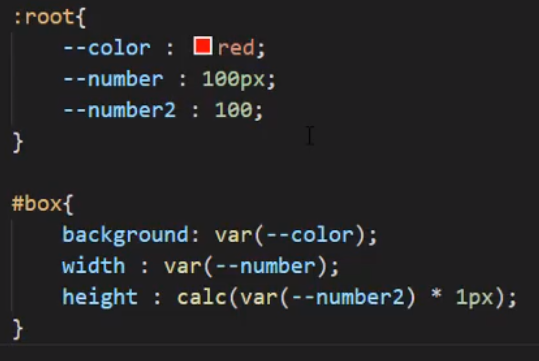 :root{
--color : red;
--number : 100px;
--number2 : 100;
}
#box{
background: var(--color);
width : var(--number);
height : calc(var(--number2) * 1px);
}